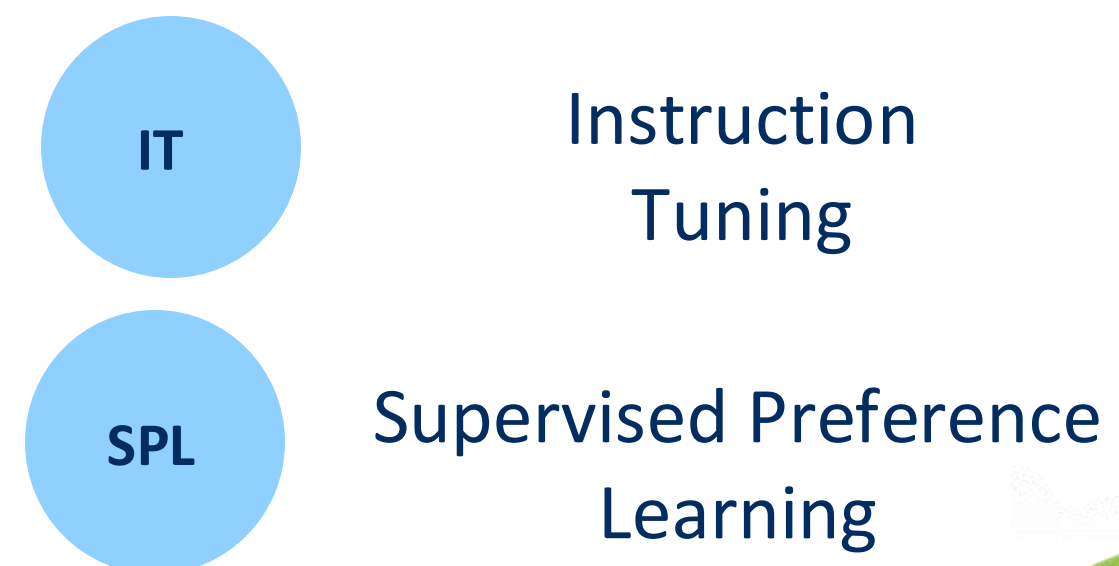 IT
Instruction
Tuning
SPL
Supervised Preference
Learning